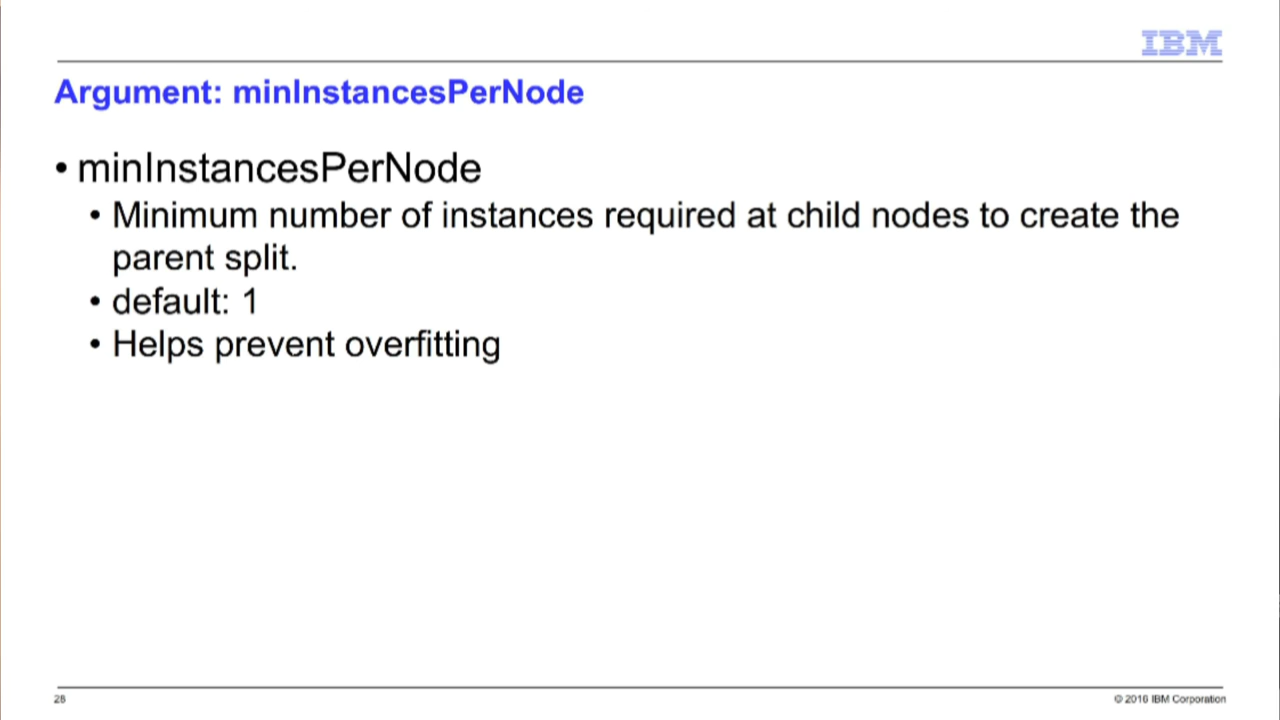 IBM
Argument: minInstancesPerNode
• minInstancesPerNode
• Minimum number of instances required at child nodes to create the
parent split.
• default: 1
• Helps prevent overfitting
28
© 2016 IBM Corporation